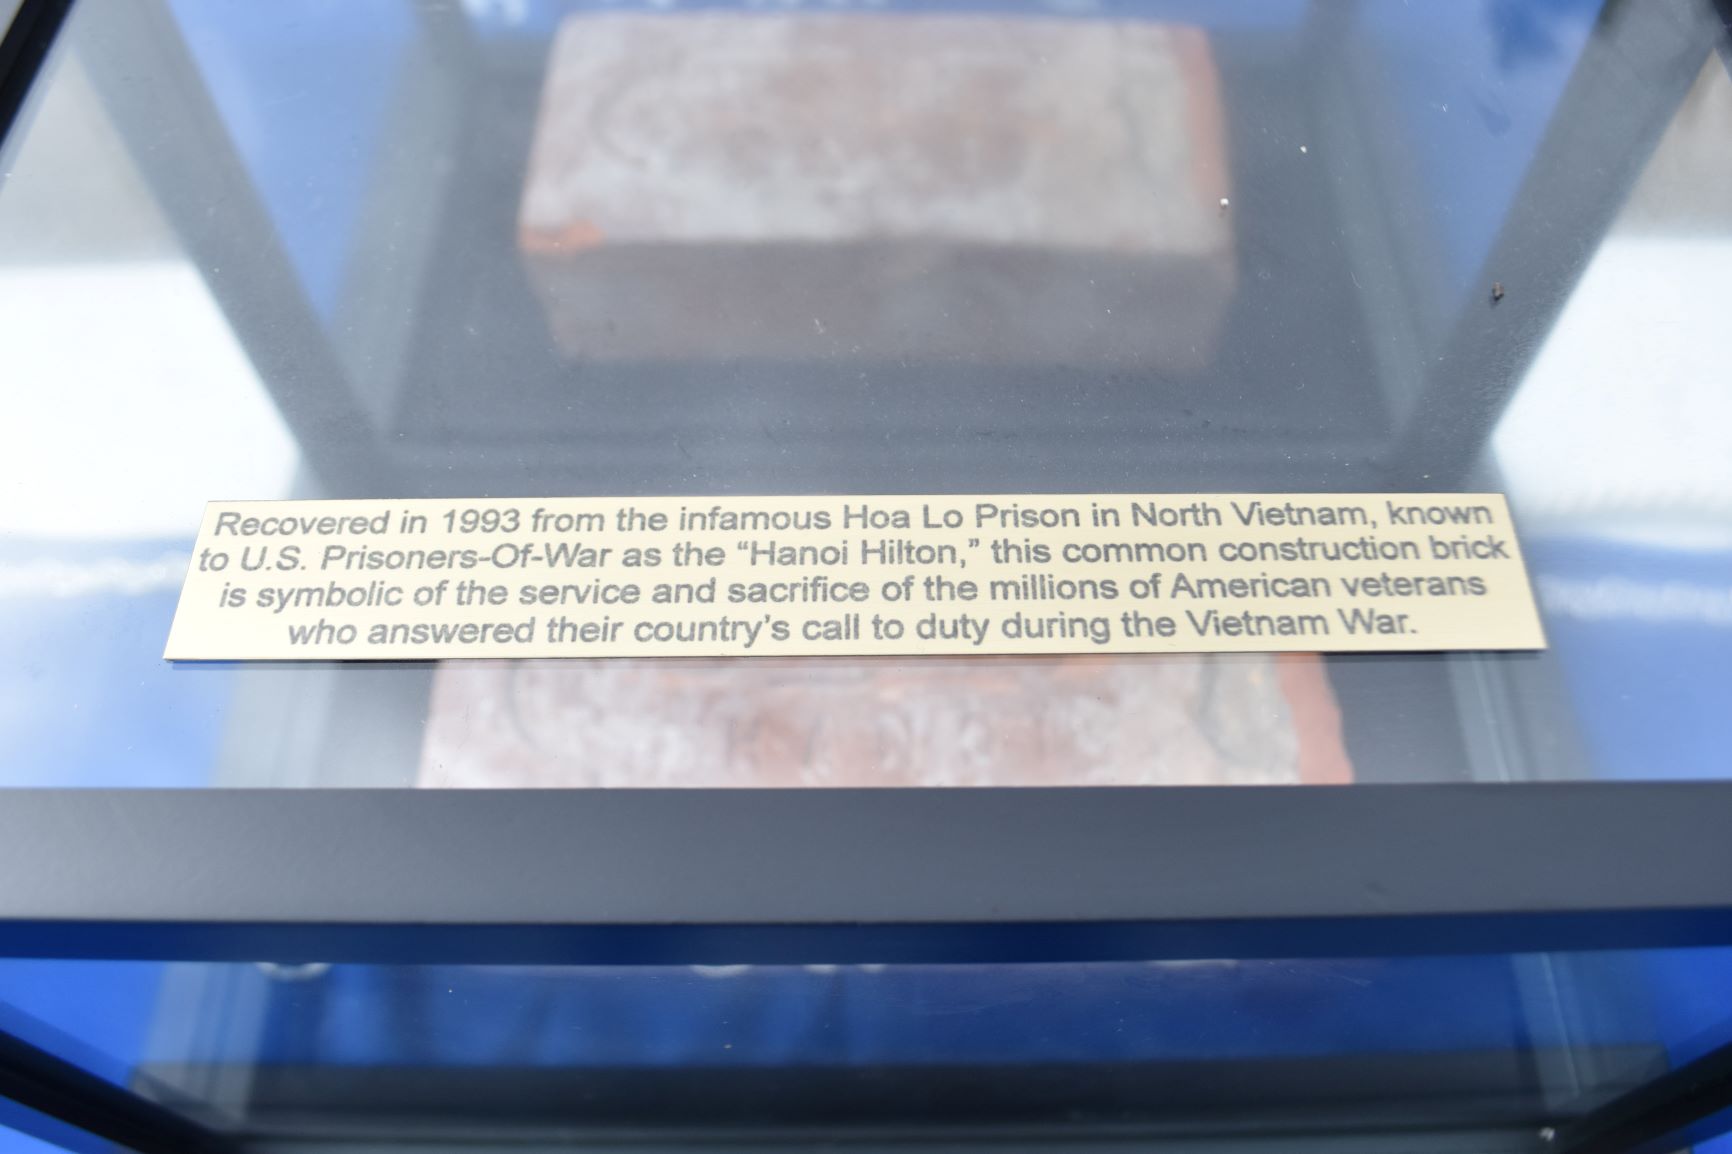 Recovered in 1993 from the infamous Hoa Lo Prison in North Vietnam, known
to U.S. Prisoners-Of-War as the “Hanoi Hilton,” this common construction brick
is symbolic of the service and sacrifice of the millions of American veterans
who answered their country’s call to duty during the Vietnam War.